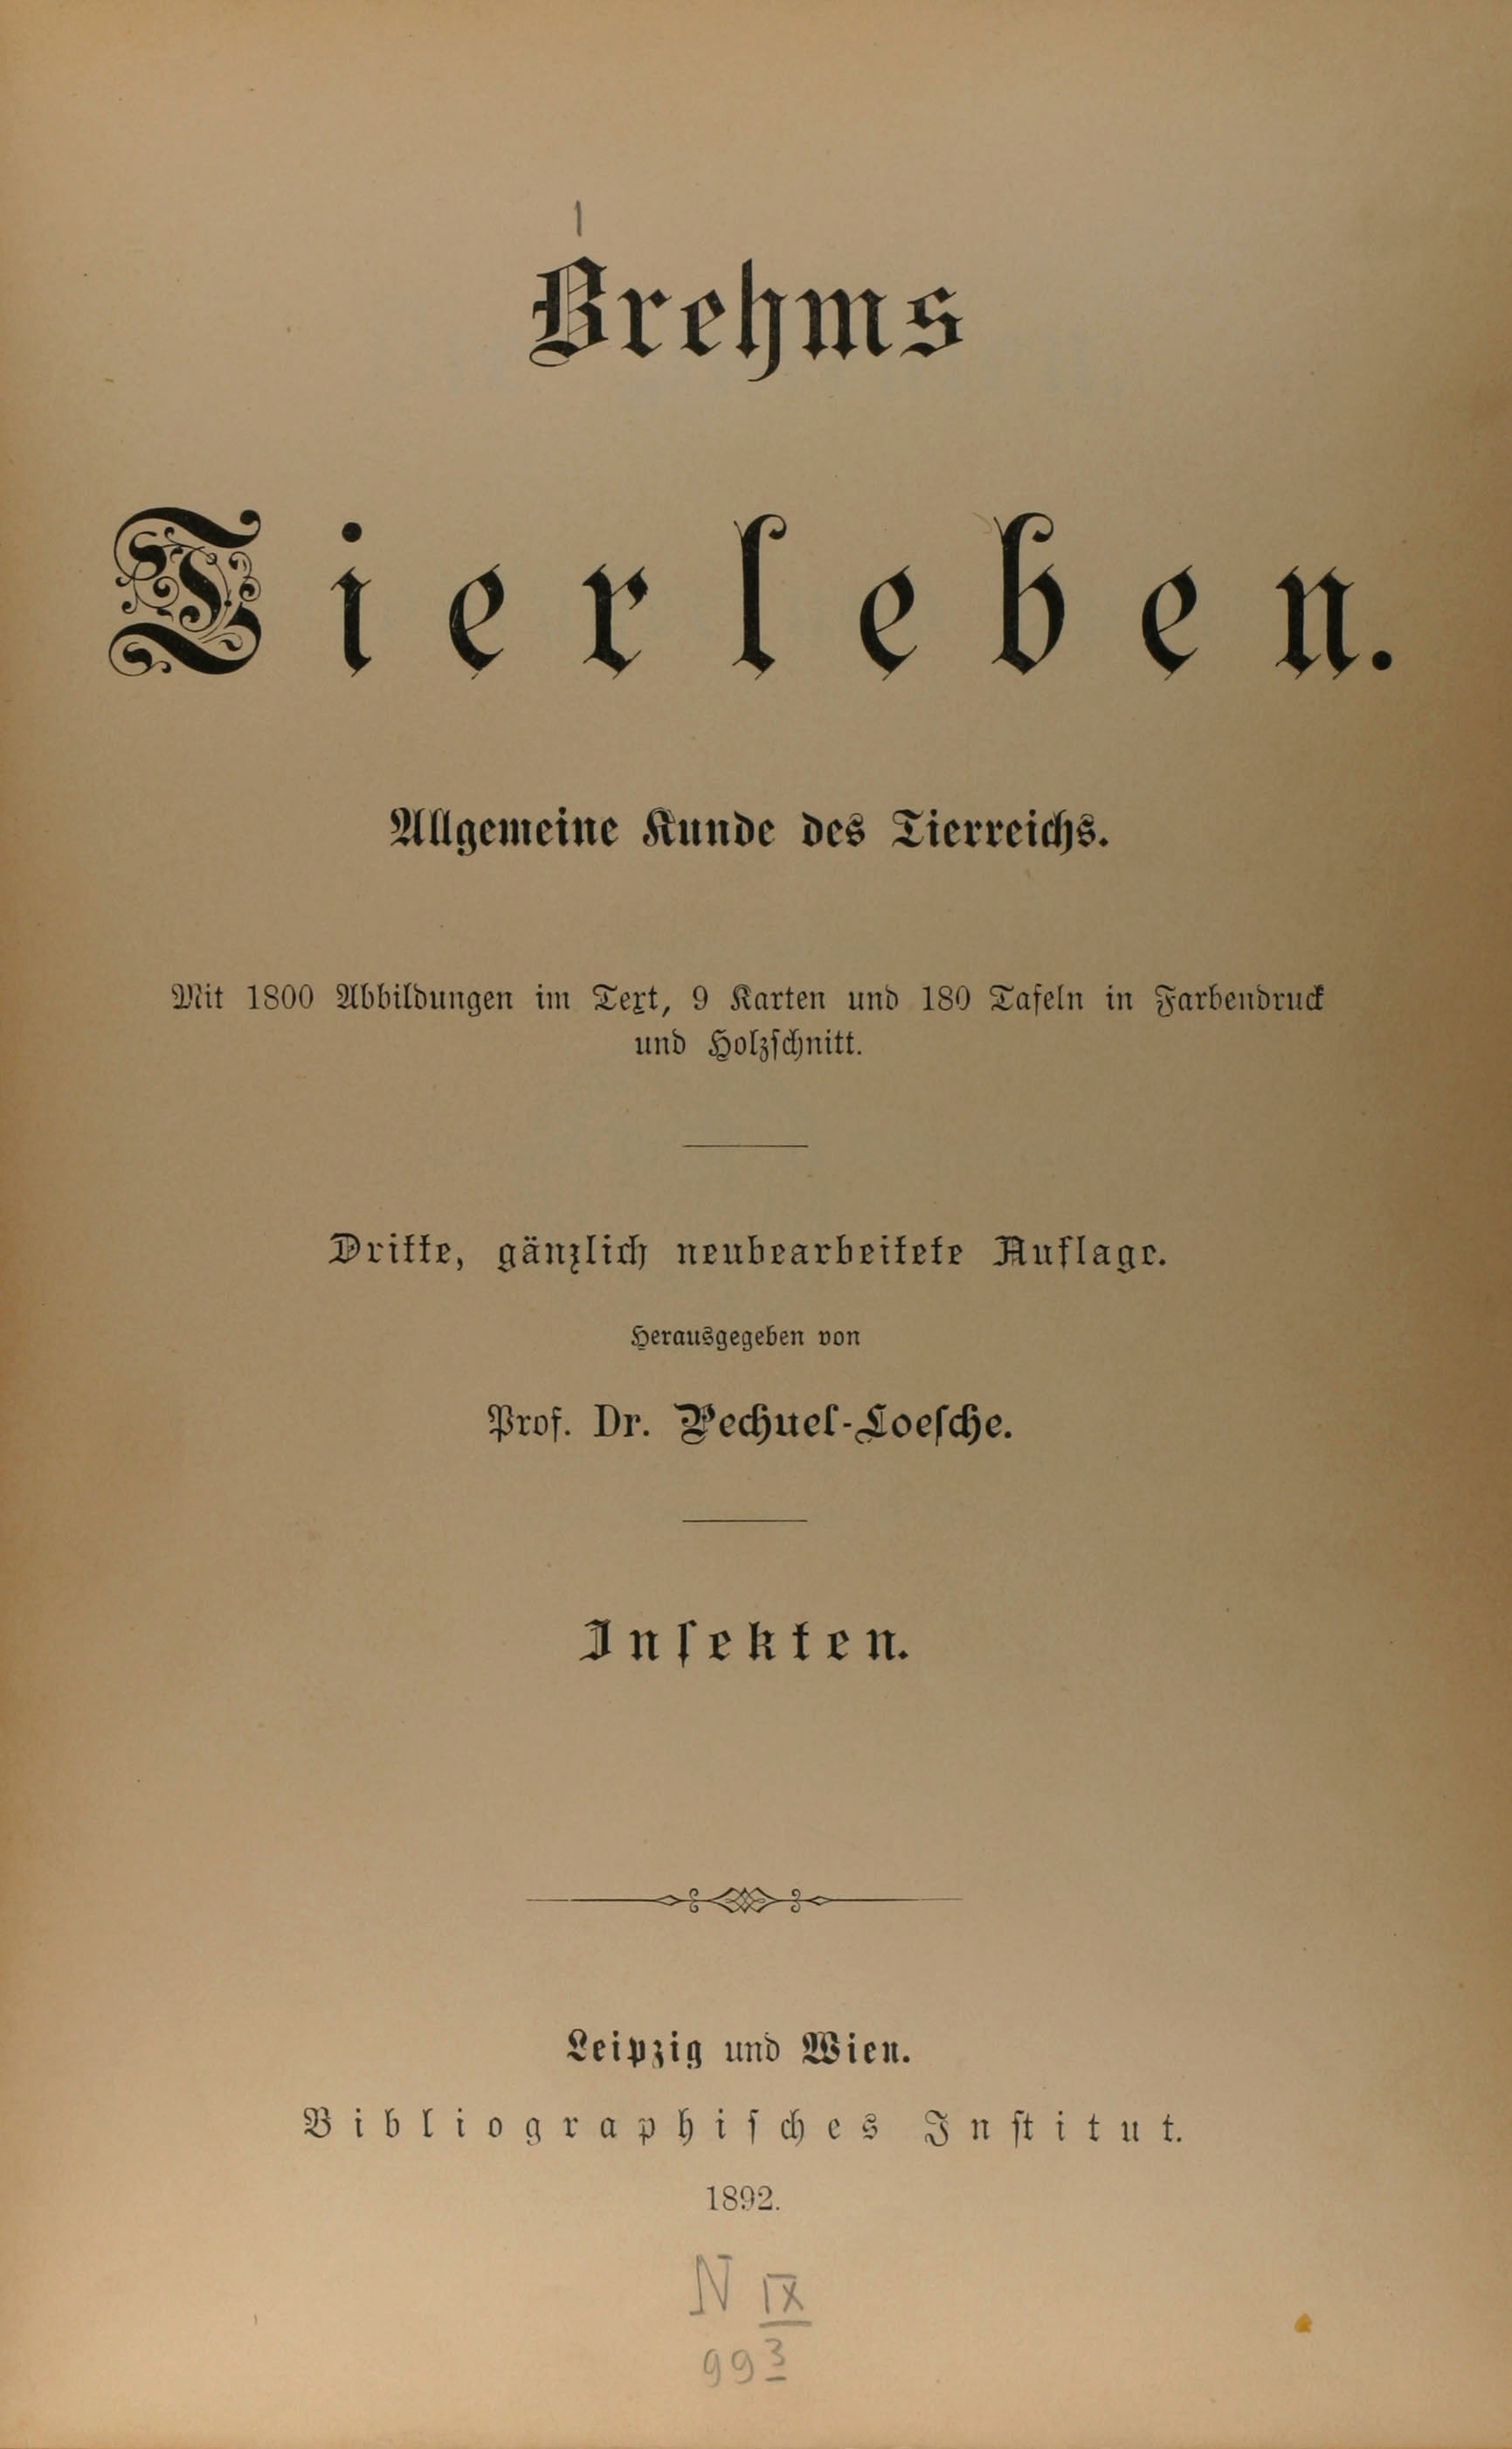 Brehms
Tierleben.
Allgemeine Kunde des Tierreichs.
Mit 1800 Abbildungen im Text, 9 Karten und 180 Tafeln in Farbendruck
und Holzschnitt.
Dritte, gänzlich neubearbeitete Auflage.
Herausgegeben von
Prof. Dr. Pechuel-Loesche.
Insekten.
Leipzig und Wien.
Bibliographisches Institut.
1892.
N IX
99 3